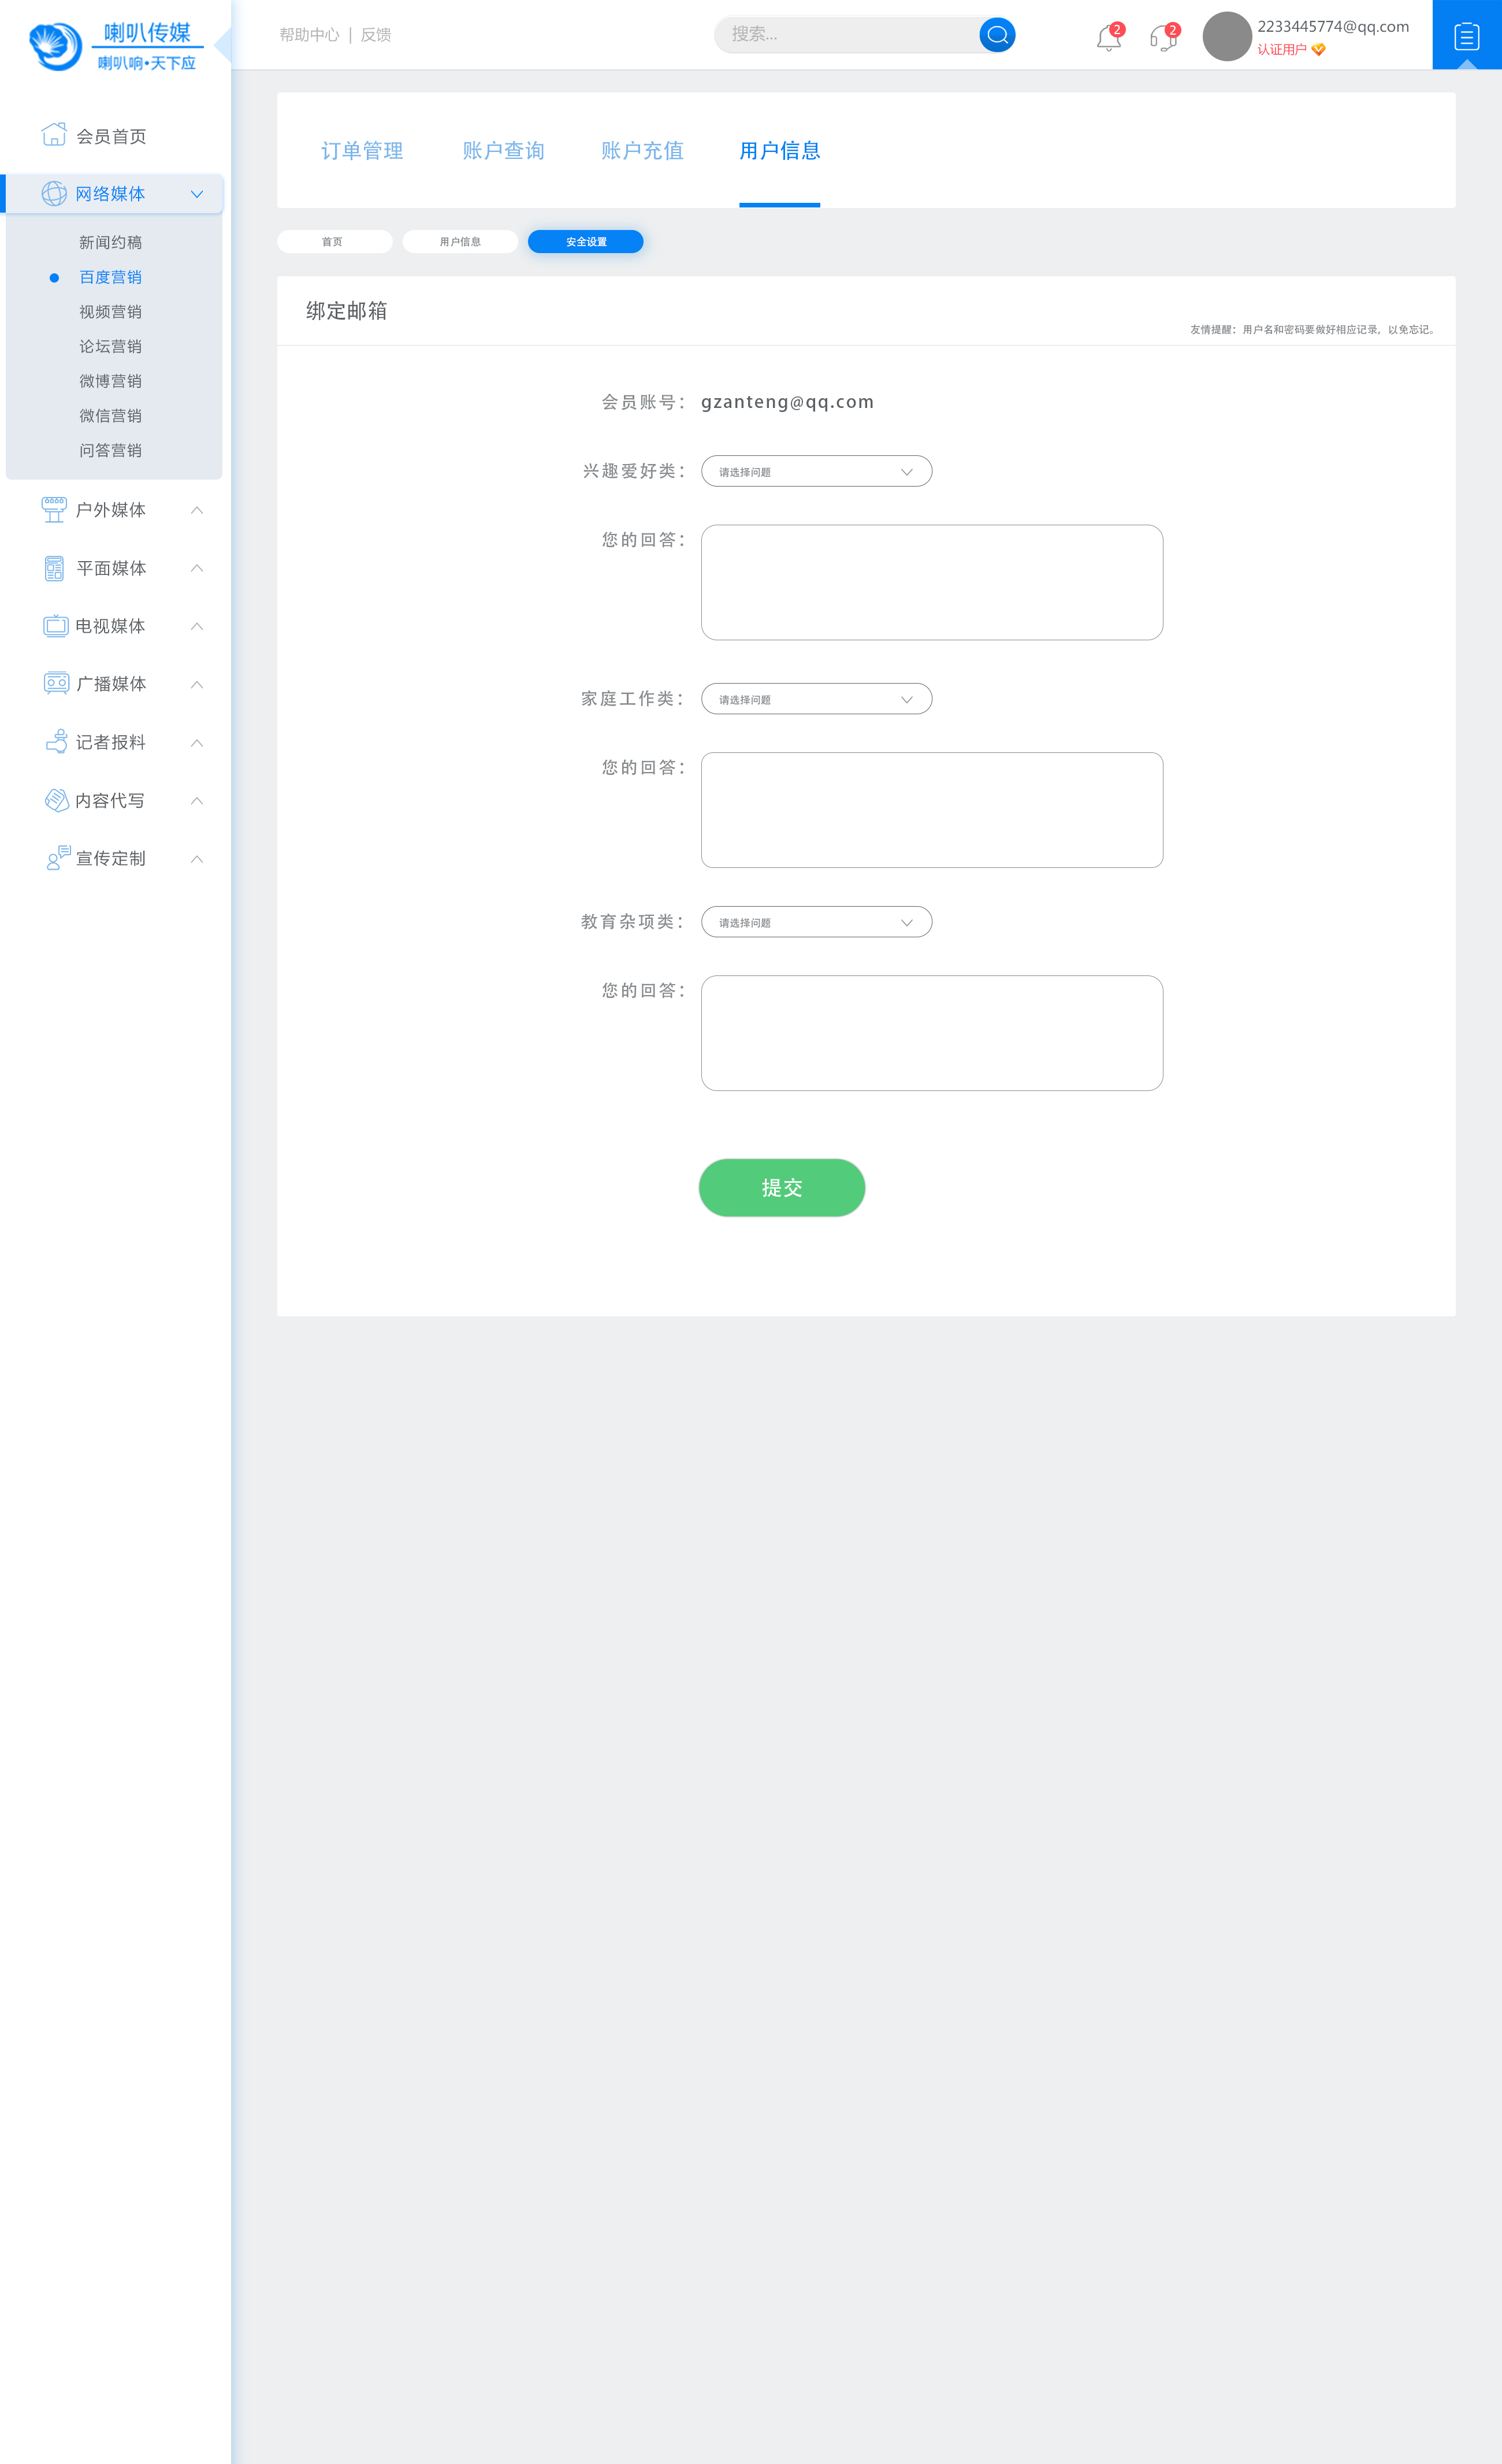 喇叭传媒
喇叭响•天下应
帮助中心 | 反馈
搜索...
2
2
2233445774@qq.com
认证用户
会员首页
网络媒体
新闻约稿
百度营销
视频营销
论坛营销
微博营销
微信营销
问答营销
户外媒体
平面媒体
电视媒体
广播媒体
记者报料
内容代写
宣传定制
订单管理 账户查询 账户充值 用户信息
首页 用户信息 安全设置
绑定邮箱
友情提醒：用户名和密码要做好相应记录，以免忘记。
会员账号： gzanteng@qq.com
兴趣爱好类： 请选择问题
您的回答：
家庭工作类： 请选择问题
您的回答：
教育杂项类： 请选择问题
您的回答：
提交